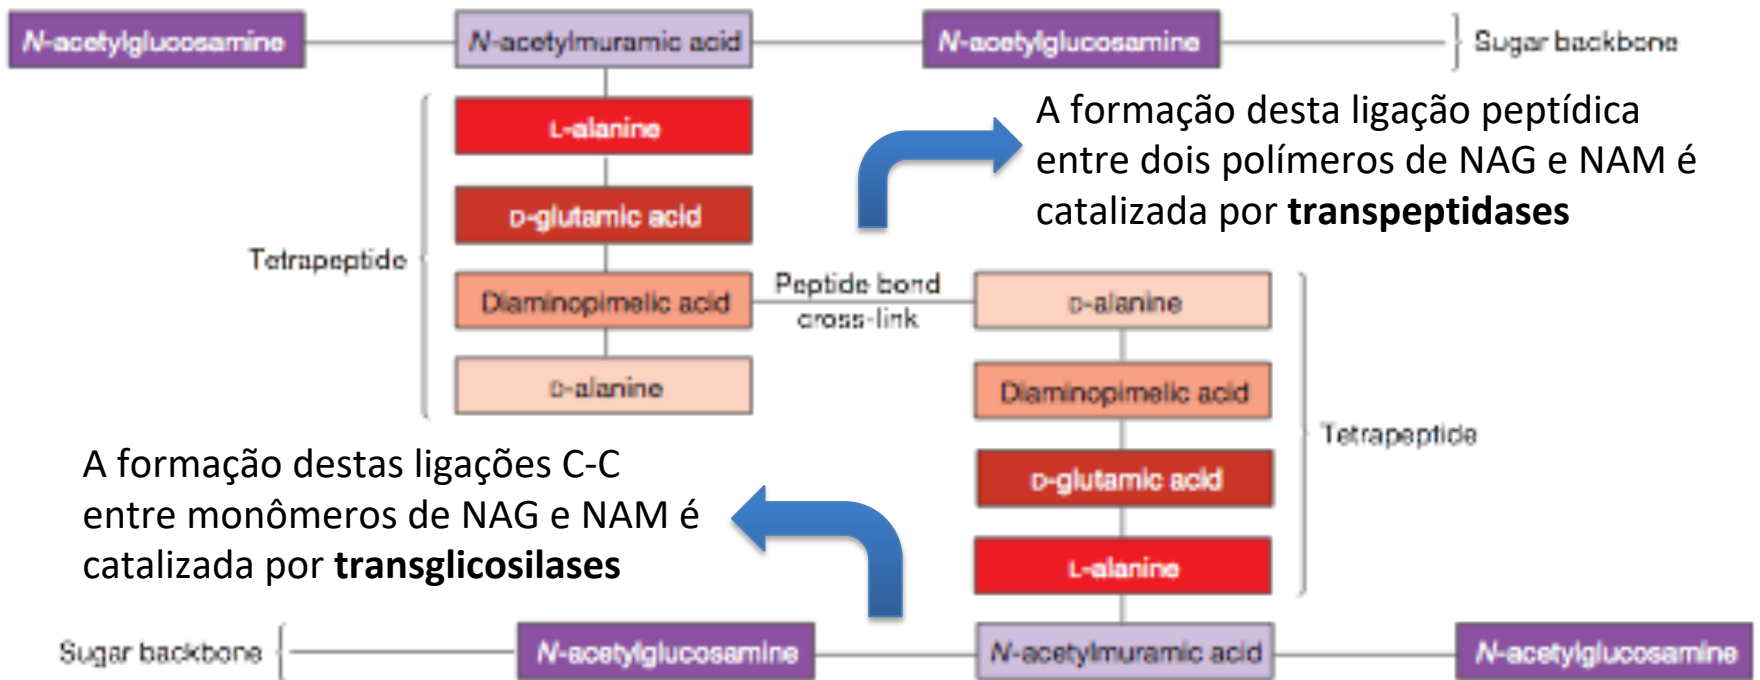 N-acetylglucosamine N-acetylmuramic acid N-acetylglucosamine Sugar backbone
A formação desta ligação peptídica
entre dois polímeros de NAG e NAM é
catalizada por transpeptidases
L-alanine
D-glutamic acid
Tetrapeptide
Diaminopimelic acid
Peptide bond
cross-link
D-alanine
D-alanine
Diaminopimelic acid
Tetrapeptide
D-glutamic acid
L-alanine
A formação destas ligações C-C
entre monômeros de NAG e NAM é
catalizada por transglicosilases
Sugar backbone N-acetylglucosamine N-acetylmuramic acid N-acetylglucosamine